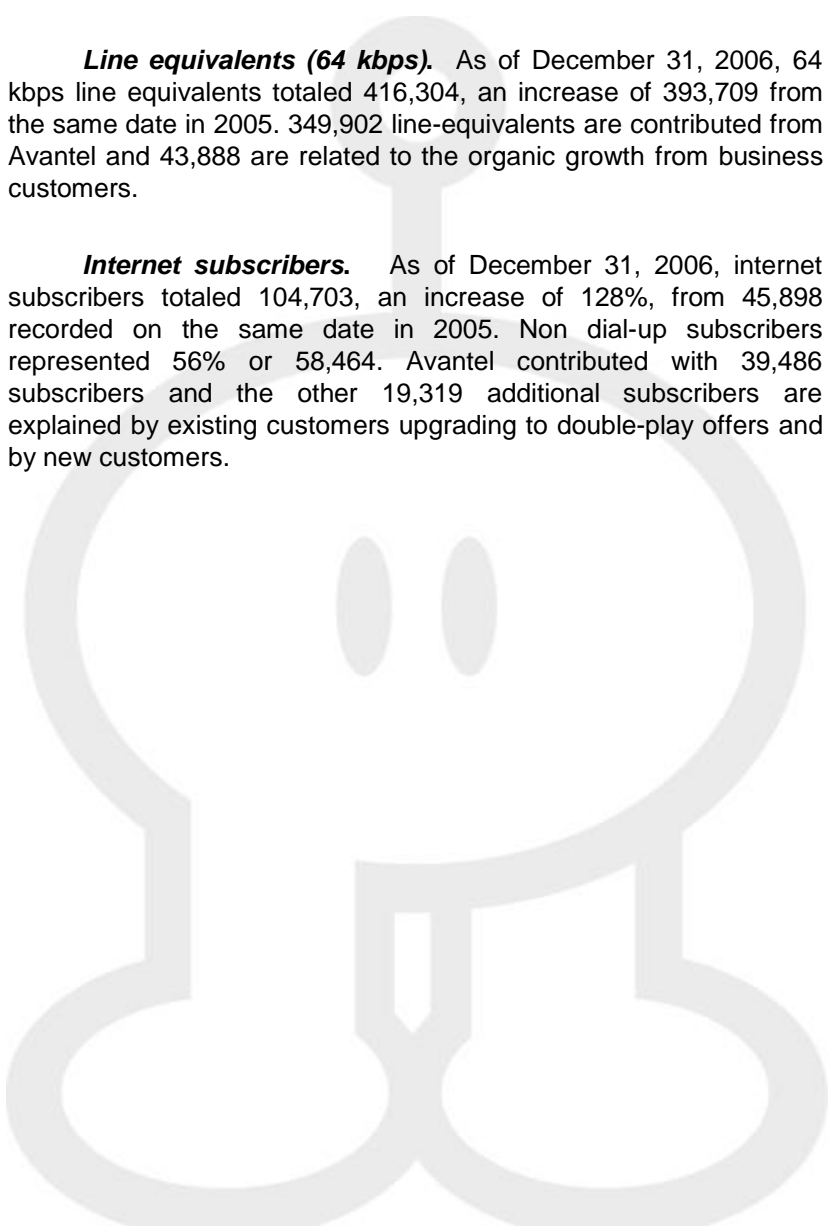 Line equivalents (64 kbps). As of December 31, 2006, 64
kbps line equivalents totaled 416,304, an increase of 393,709 from
the same date in 2005. 349,902 line-equivalents are contributed from
Avantel and 43,888 are related to the organic growth from business
customers.
Internet subscribers. As of December 31, 2006, internet
subscribers totaled 104,703, an increase of 128%, from 45,898
recorded on the same date in 2005. Non dial-up subscribers
represented 56% or 58,464. Avantel contributed with 39,486
subscribers and the other 19,319 additional subscribers are
explained by existing customers upgrading to double-play offers and
by new customers.